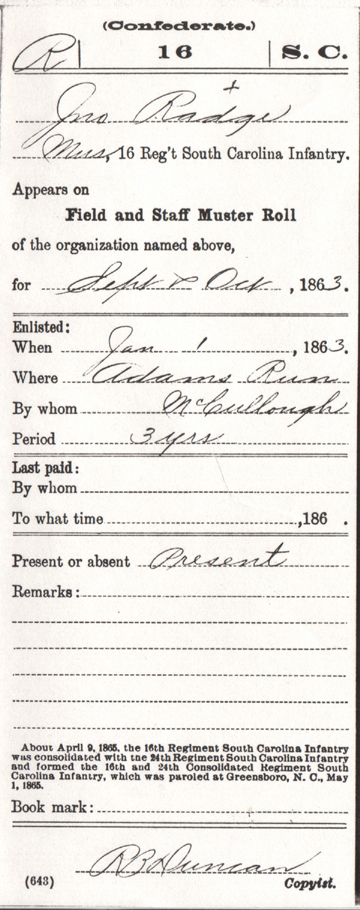 (Confederate.)
R | 16 | S. C.
+
Jno Radge
Mus, 16 Reg't South Carolina Infantry.
Appears on
Field and Staff Muster Roll
of the organization named above,
for Sept & Oct, 1863.
Enlisted:
When Jan 1, 1863.
Where Adams Run
By whom McCullough
Period 3 yrs
Last paid:
By whom
To what time ,186 .
Present or absent Present
Remarks:
About April 9, 1865, the 16th Regiment South Carolina Infantry
was consolidated with the 24th Regiment South Carolina Infantry
and formed the 16th and 24th Consolidated Regiment South
Carolina Infantry, which was paroled at Greensboro, N. C., May
1, 1865.
Book mark:
R B Duncan
(643) Copyist.